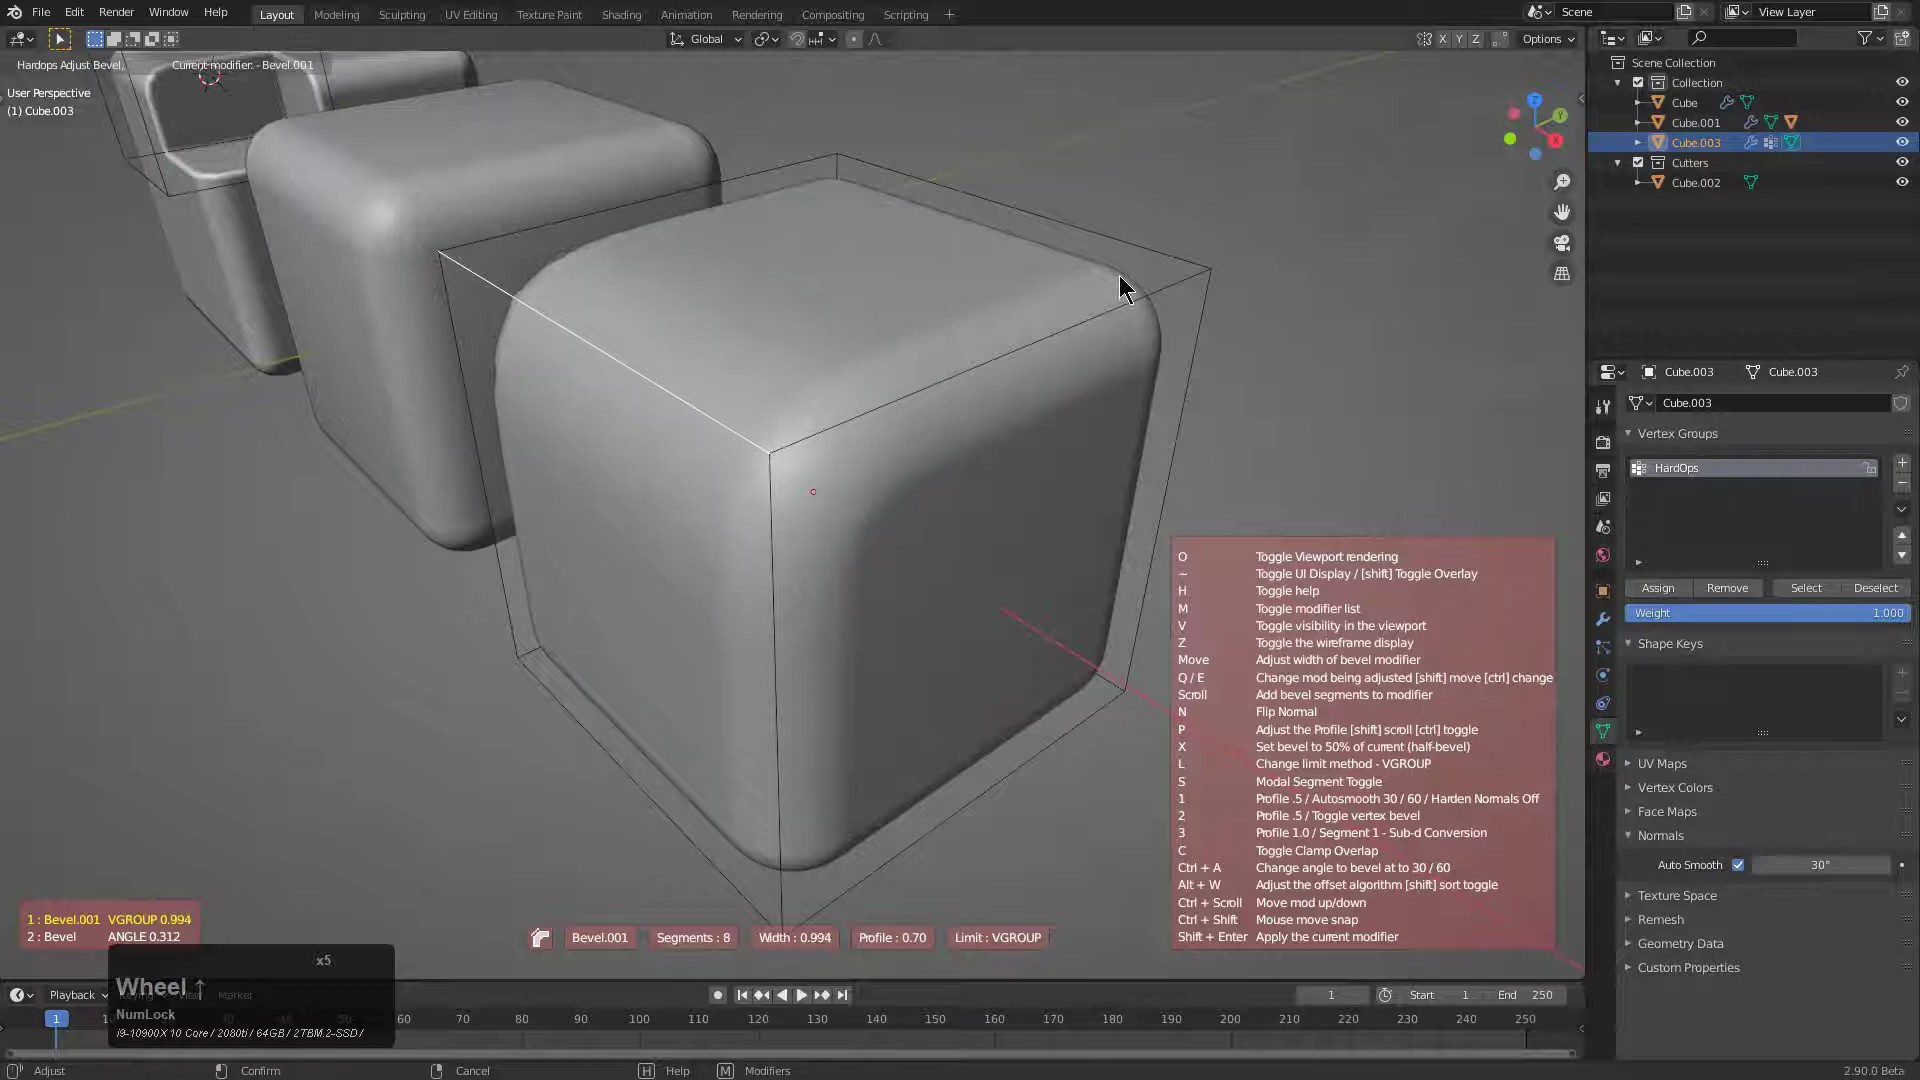 File Edit Render Window Help
Layout Modeling Sculpting UV Editing Texture Paint Shading Animation Rendering Compositing Scripting +
Scene View Layer
Global
X Y Z Options
Hardops Adjust Bevel, Current modifier: - Bevel.001
User Perspective
(1) Cube.003
Z
Y
X
Scene Collection
Collection
Cube
Cube.001
Cube.003
Cutters
Cube.002
Cube.003 Cube.003
Cube.003
Vertex Groups
HardOps
Assign Remove Select Deselect
Weight 1.000
Shape Keys
UV Maps
Vertex Colors
Face Maps
Normals
Auto Smooth 30°
Texture Space
Remesh
Geometry Data
Custom Properties
O Toggle Viewport rendering
~ Toggle UI Display / [shift] Toggle Overlay
H Toggle help
M Toggle modifier list
V Toggle visibility in the viewport
Z Toggle the wireframe display
Move Adjust width of bevel modifier
Q / E Change mod being adjusted [shift] move [ctrl] change
Scroll Add bevel segments to modifier
N Flip Normal
P Adjust the Profile [shift] scroll [ctrl] toggle
X Set bevel to 50% of current (half-bevel)
L Change limit method - VGROUP
S Modal Segment Toggle
1 Profile .5 / Autosmooth 30 / 60 / Harden Normals Off
2 Profile .5 / Toggle vertex bevel
3 Profile 1.0 / Segment 1 - Sub-d Conversion
C Toggle Clamp Overlap
Ctrl + A Change angle to bevel at to 30 / 60
Alt + W Adjust the offset algorithm [shift] sort toggle
Ctrl + Scroll Move mod up/down
Ctrl + Shift Mouse move snap
Shift + Enter Apply the current modifier
1 : Bevel.001 VGROUP 0.994
2 : Bevel ANGLE 0.312
Bevel.001 Segments : 8 Width : 0.994 Profile : 0.70 Limit : VGROUP
x5
Wheel ↑
NumLock
i9-10900X 10 Core / 2080ti / 64GB / 2TBM.2-SSD /
Playback Marker
1 Start 1 End 250
1 60 70 80 90 100 110 120 130 140 150 160 170 180 190 200 210 220 230 240 250
Adjust Confirm Cancel H Help M Modifiers 2.90.0 Beta